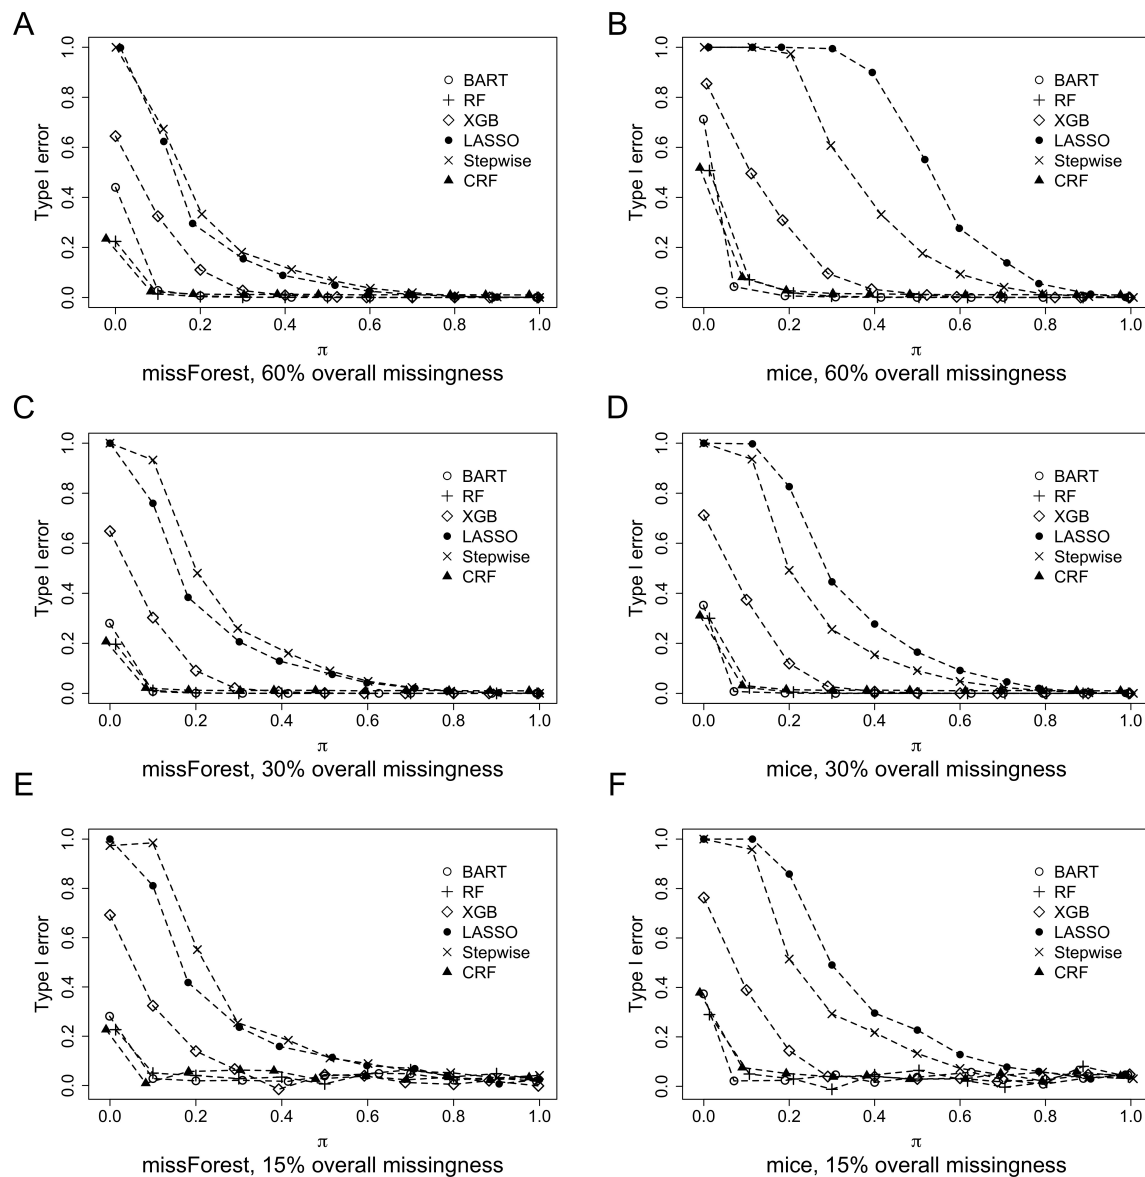 A
Type I error
1.0
0.8
0.6
0.4
0.2
0.0
BART
RF
XGB
LASSO
Stepwise
CRF
0.0 0.2 0.4 0.6 0.8 1.0
π
missForest, 60% overall missingness
B
Type I error
1.0
0.8
0.6
0.4
0.2
0.0
BART
RF
XGB
LASSO
Stepwise
CRF
0.0 0.2 0.4 0.6 0.8 1.0
π
mice, 60% overall missingness
C
Type I error
1.0
0.8
0.6
0.4
0.2
0.0
BART
RF
XGB
LASSO
Stepwise
CRF
0.0 0.2 0.4 0.6 0.8 1.0
π
missForest, 30% overall missingness
D
Type I error
1.0
0.8
0.6
0.4
0.2
0.0
BART
RF
XGB
LASSO
Stepwise
CRF
0.0 0.2 0.4 0.6 0.8 1.0
π
mice, 30% overall missingness
E
Type I error
1.0
0.8
0.6
0.4
0.2
0.0
BART
RF
XGB
LASSO
Stepwise
CRF
0.0 0.2 0.4 0.6 0.8 1.0
π
missForest, 15% overall missingness
F
Type I error
1.0
0.8
0.6
0.4
0.2
0.0
BART
RF
XGB
LASSO
Stepwise
CRF
0.0 0.2 0.4 0.6 0.8 1.0
π
mice, 15% overall missingness